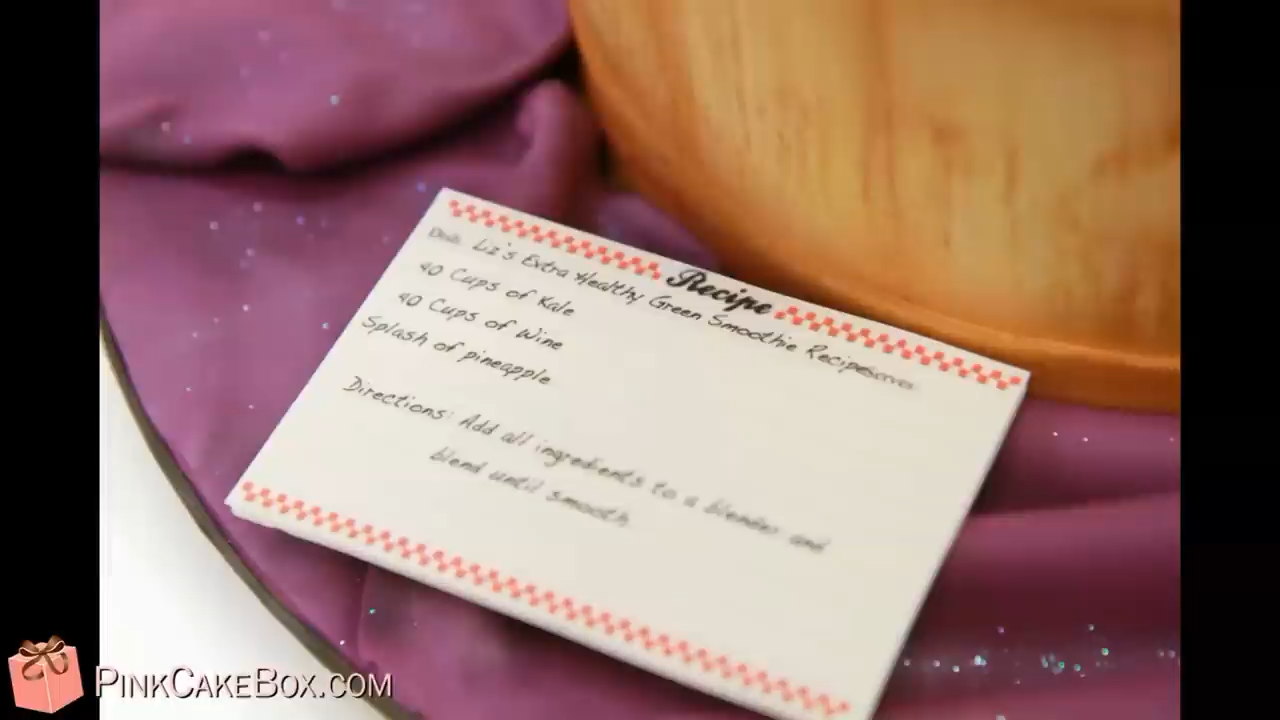 Recipe
Dish: Liz's Extra Healthy Green Smoothie Recipe Serves:
40 Cups of Kale
40 Cups of Wine
Splash of pineapple
Directions: Add all ingredients to a blender and
blend until smooth
PINKCAKEBOX.COM